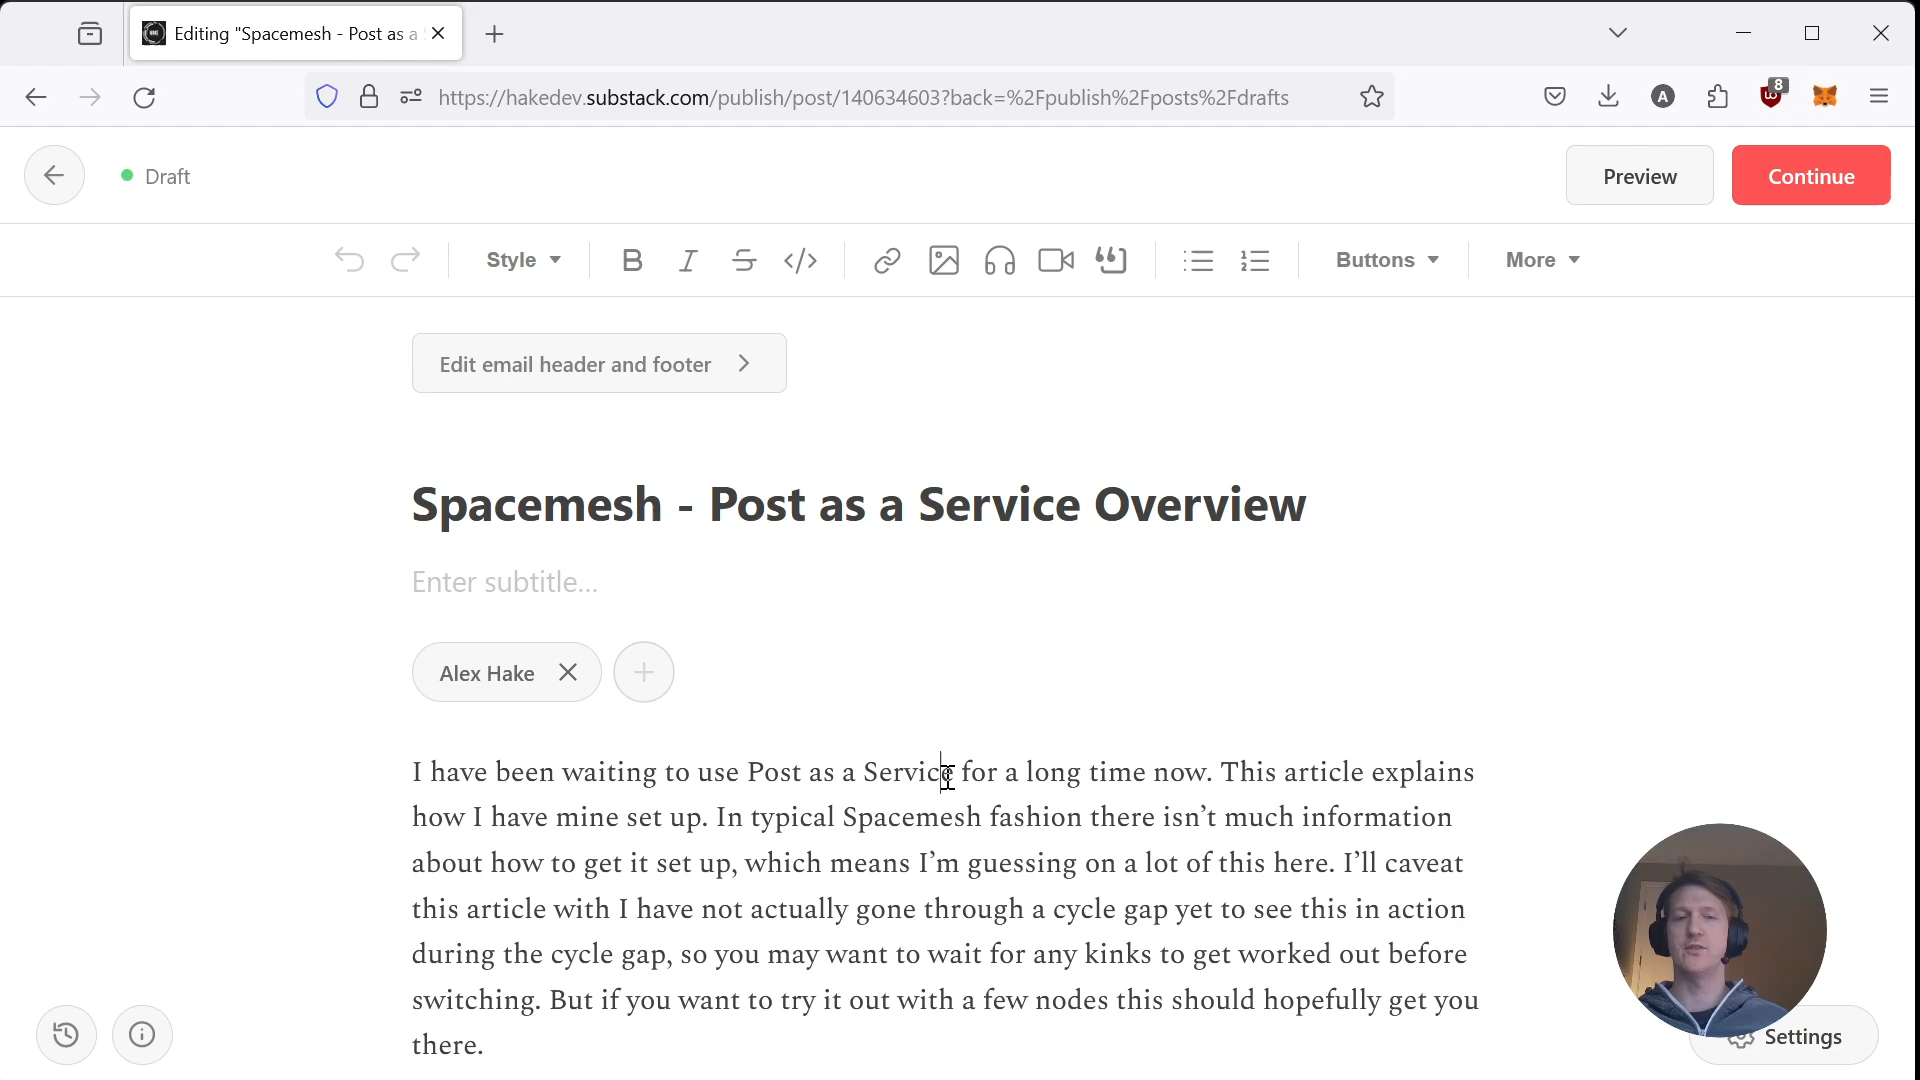 Editing "Spacemesh - Post as a
https://hakedev.substack.com/publish/post/140634603?back=%2Fpublish%2Fposts%2Fdrafts
A
8
Draft
Preview
Continue
Style
B
I
S
</>
Buttons
More
Edit email header and footer
Spacemesh - Post as a Service Overview
Enter subtitle...
Alex Hake
I have been waiting to use Post as a Service for a long time now. This article explains
how I have mine set up. In typical Spacemesh fashion there isn’t much information
about how to get it set up, which means I’m guessing on a lot of this here. I’ll caveat
this article with I have not actually gone through a cycle gap yet to see this in action
during the cycle gap, so you may want to wait for any kinks to get worked out before
switching. But if you want to try it out with a few nodes this should hopefully get you
there.
Settings